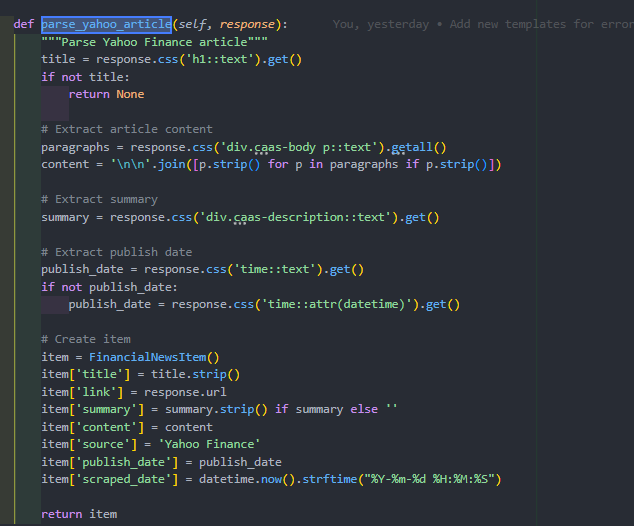 def parse_yahoo_article(self, response):     You, yesterday • Add new templates for error
    """Parse Yahoo Finance article"""
    title = response.css('h1::text').get()
    if not title:
        return None

    # Extract article content
    paragraphs = response.css('div.caas-body p::text').getall()
    content = '\n\n'.join([p.strip() for p in paragraphs if p.strip()])

    # Extract summary
    summary = response.css('div.caas-description::text').get()

    # Extract publish date
    publish_date = response.css('time::text').get()
    if not publish_date:
        publish_date = response.css('time::attr(datetime)').get()

    # Create item
    item = FinancialNewsItem()
    item['title'] = title.strip()
    item['link'] = response.url
    item['summary'] = summary.strip() if summary else ''
    item['content'] = content
    item['source'] = 'Yahoo Finance'
    item['publish_date'] = publish_date
    item['scraped_date'] = datetime.now().strftime("%Y-%m-%d %H:%M:%S")

    return item